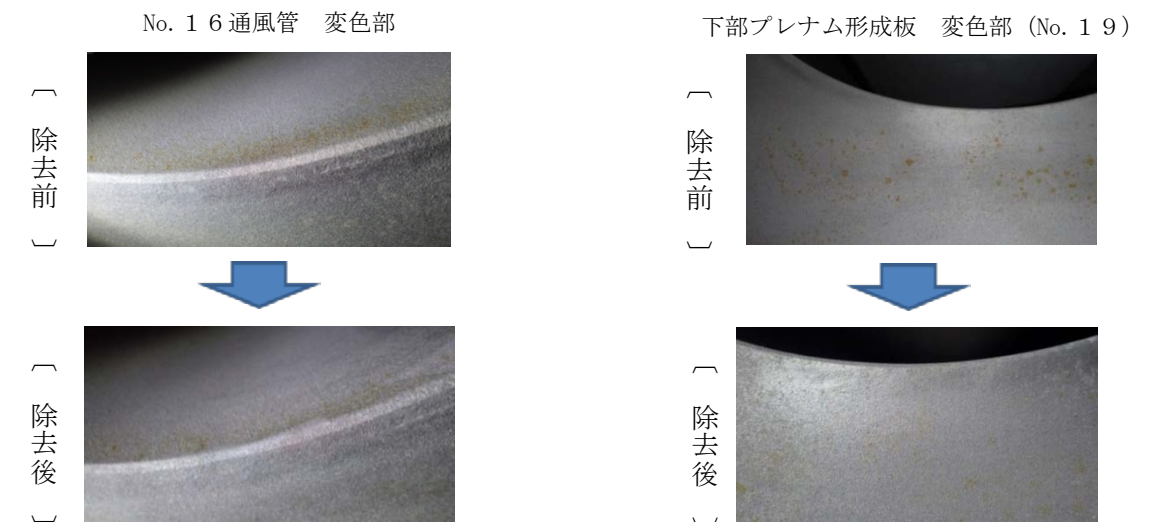 No.１６通風管　変色部
下部プレナム形成板　変色部（No.１９）
〔　除去前　〕
〔　除去前　〕
〔　除去後　〕
〔　除去後　〕